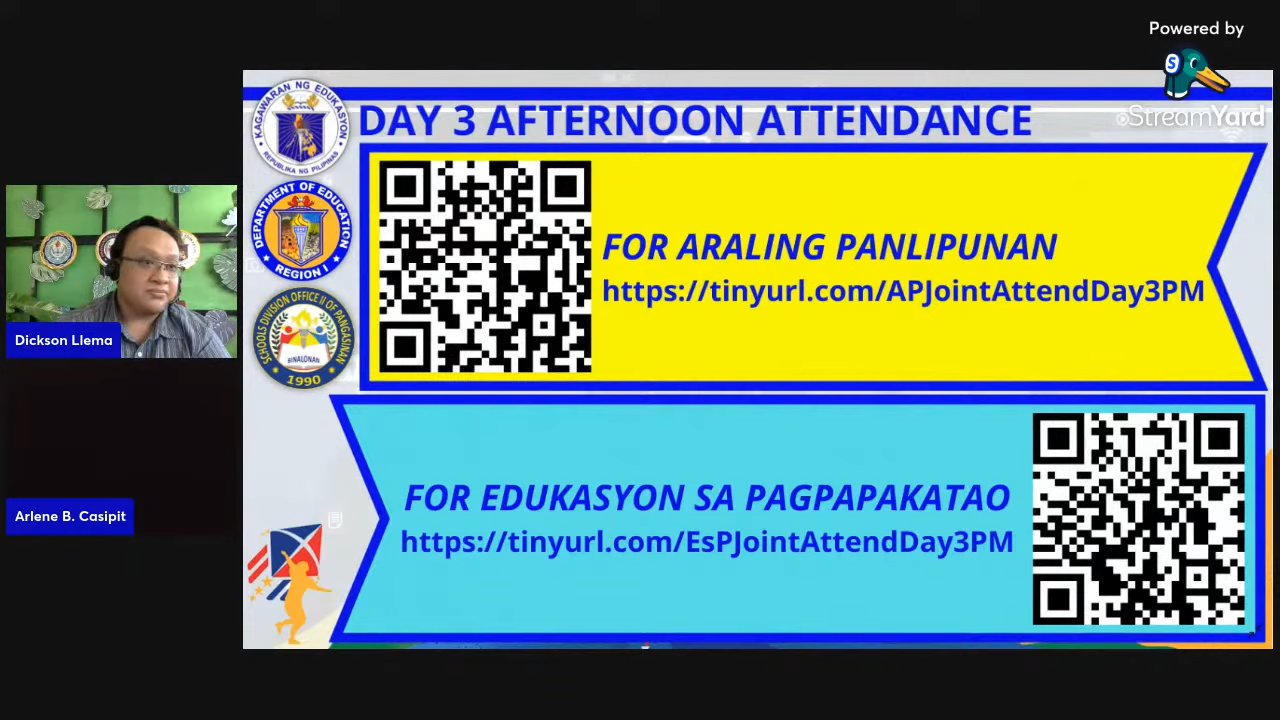 Powered by
StreamYard
KAGAWARAN NG EDUKASYON
REPUBLIKA NG PILIPINAS
DAY 3 AFTERNOON ATTENDANCE
FOR ARALING PANLIPUNAN
https://tinyurl.com/APJointAttendDay3PM
DEPARTMENT OF EDUCATION
REGION I
Dickson Llema
SCHOOLS DIVISION OFFICE II OF PANGASINAN
BINALONAN
1990
FOR EDUKASYON SA PAGPAPAKATAO
https://tinyurl.com/EsPJointAttendDay3PM
Arlene B. Casipit